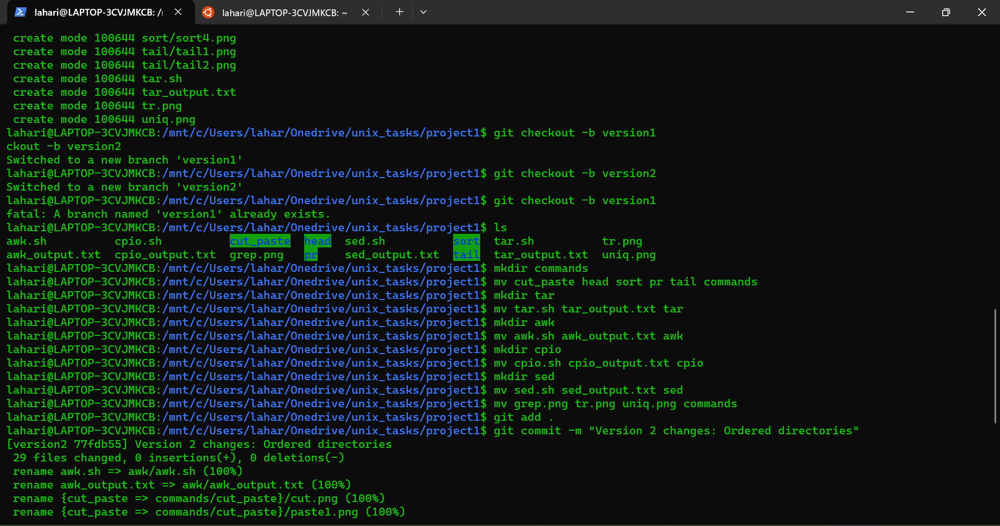 lahari@LAPTOP-3CVJMKCB: /
lahari@LAPTOP-3CVJMKCB: ~
create mode 100644 sort/sort4.png
create mode 100644 tail/tail1.png
create mode 100644 tail/tail2.png
create mode 100644 tar.sh
create mode 100644 tar_output.txt
create mode 100644 tr.png
create mode 100644 uniq.png
lahari@LAPTOP-3CVJMKCB:/mnt/c/Users/lahar/Onedrive/unix_tasks/project1$ git checkout -b version1
ckout -b version2
Switched to a new branch 'version1'
lahari@LAPTOP-3CVJMKCB:/mnt/c/Users/lahar/Onedrive/unix_tasks/project1$ git checkout -b version2
Switched to a new branch 'version2'
lahari@LAPTOP-3CVJMKCB:/mnt/c/Users/lahar/Onedrive/unix_tasks/project1$ git checkout -b version1
fatal: A branch named 'version1' already exists.
lahari@LAPTOP-3CVJMKCB:/mnt/c/Users/lahar/Onedrive/unix_tasks/project1$ ls
awk.sh          cpio.sh          cut_paste  head  sed.sh          sort  tar.sh          tr.png
awk_output.txt  cpio_output.txt  grep.png   pr    sed_output.txt  tail  tar_output.txt  uniq.png
lahari@LAPTOP-3CVJMKCB:/mnt/c/Users/lahar/Onedrive/unix_tasks/project1$ mkdir commands
lahari@LAPTOP-3CVJMKCB:/mnt/c/Users/lahar/Onedrive/unix_tasks/project1$ mv cut_paste head sort pr tail commands
lahari@LAPTOP-3CVJMKCB:/mnt/c/Users/lahar/Onedrive/unix_tasks/project1$ mkdir tar
lahari@LAPTOP-3CVJMKCB:/mnt/c/Users/lahar/Onedrive/unix_tasks/project1$ mv tar.sh tar_output.txt tar
lahari@LAPTOP-3CVJMKCB:/mnt/c/Users/lahar/Onedrive/unix_tasks/project1$ mkdir awk
lahari@LAPTOP-3CVJMKCB:/mnt/c/Users/lahar/Onedrive/unix_tasks/project1$ mv awk.sh awk_output.txt awk
lahari@LAPTOP-3CVJMKCB:/mnt/c/Users/lahar/Onedrive/unix_tasks/project1$ mkdir cpio
lahari@LAPTOP-3CVJMKCB:/mnt/c/Users/lahar/Onedrive/unix_tasks/project1$ mv cpio.sh cpio_output.txt cpio
lahari@LAPTOP-3CVJMKCB:/mnt/c/Users/lahar/Onedrive/unix_tasks/project1$ mkdir sed
lahari@LAPTOP-3CVJMKCB:/mnt/c/Users/lahar/Onedrive/unix_tasks/project1$ mv sed.sh sed_output.txt sed
lahari@LAPTOP-3CVJMKCB:/mnt/c/Users/lahar/Onedrive/unix_tasks/project1$ mv grep.png tr.png uniq.png commands
lahari@LAPTOP-3CVJMKCB:/mnt/c/Users/lahar/Onedrive/unix_tasks/project1$ git add .
lahari@LAPTOP-3CVJMKCB:/mnt/c/Users/lahar/Onedrive/unix_tasks/project1$ git commit -m "Version 2 changes: Ordered directories"
[version2 77fdb55] Version 2 changes: Ordered directories
29 files changed, 0 insertions(+), 0 deletions(-)
rename awk.sh => awk/awk.sh (100%)
rename awk_output.txt => awk/awk_output.txt (100%)
rename {cut_paste => commands/cut_paste}/cut.png (100%)
rename {cut_paste => commands/cut_paste}/paste1.png (100%)